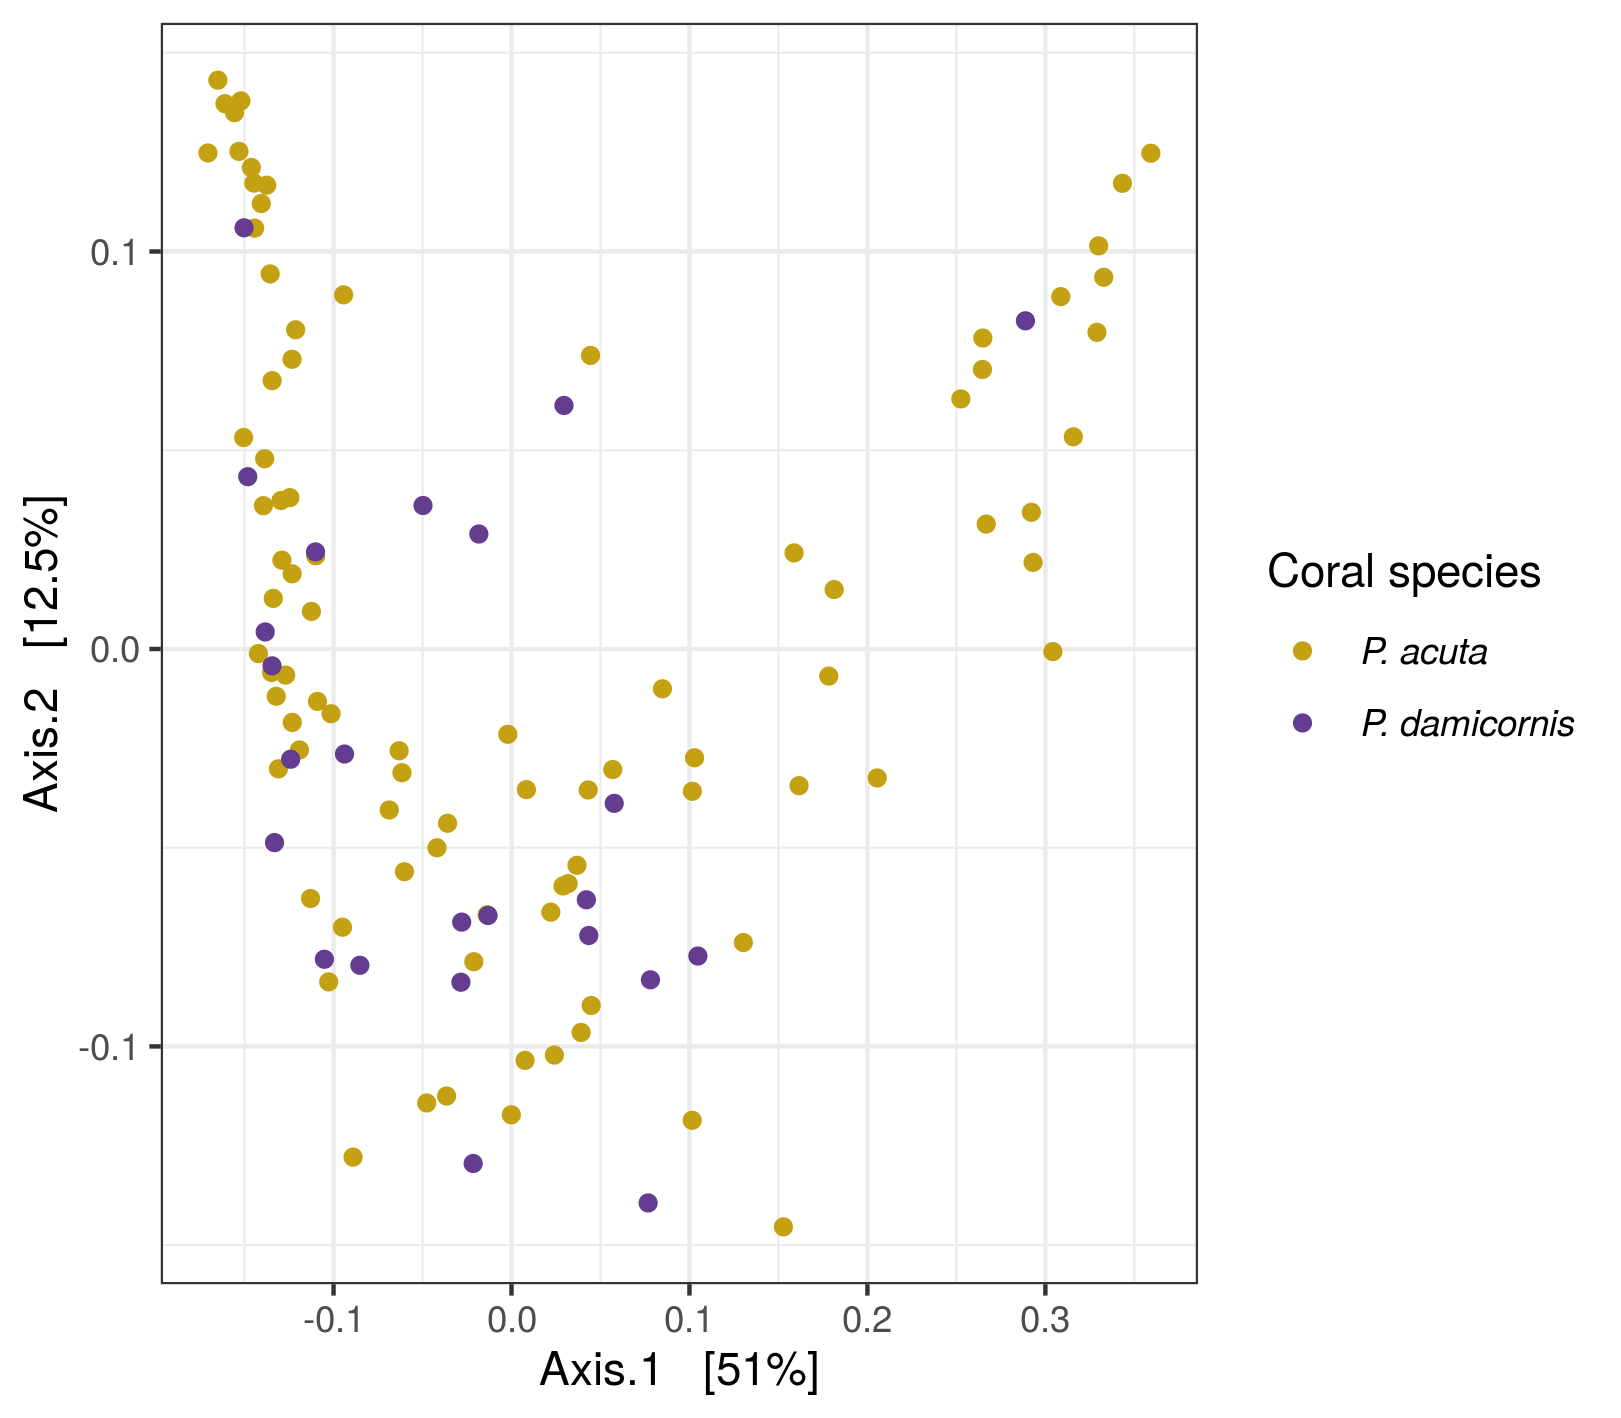 0.1
0.0
-0.1
Axis.2 [12.5%]
-0.1 0.0 0.1 0.2 0.3
Axis.1 [51%]
Coral species
P. acuta
P. damicornis